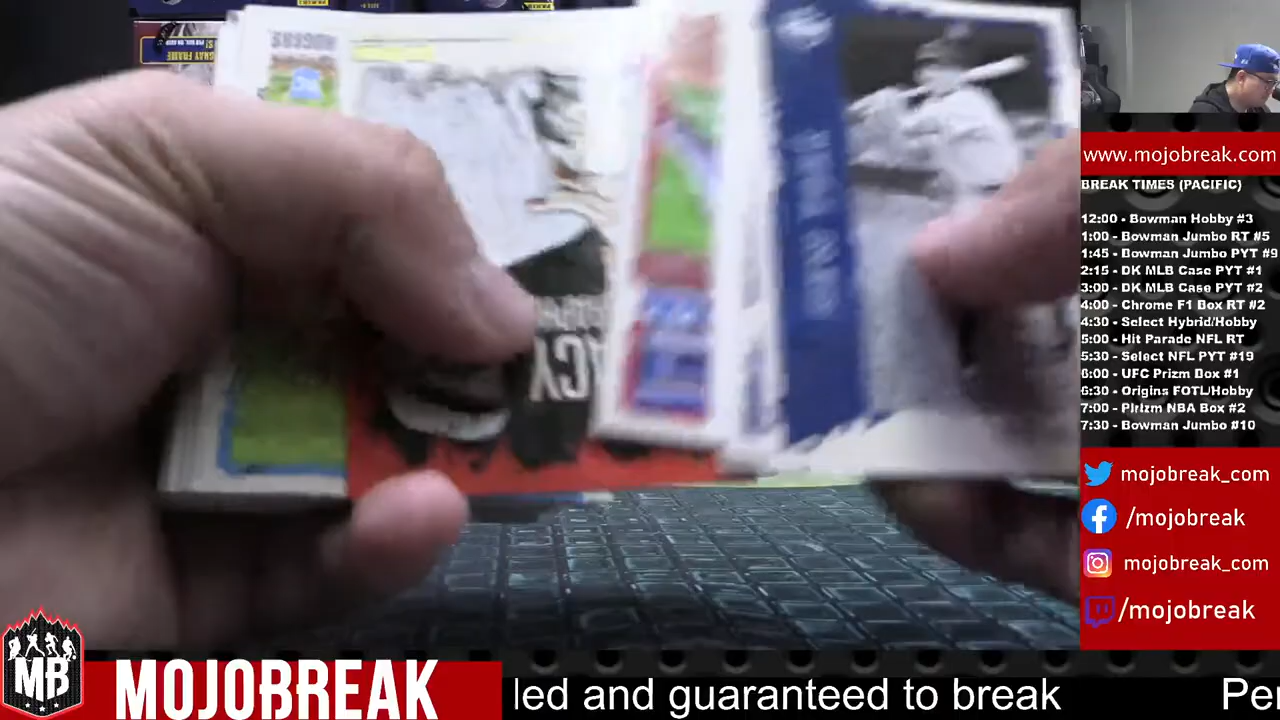 www.mojobreak.com
BREAK TIMES (PACIFIC)
12:00 - Bowman Hobby #3
1:00 - Bowman Jumbo RT #5
1:45 - Bowman Jumbo PYT #9
2:15 - DK MLB Case PYT #1
3:00 - DK MLB Case PYT #2
4:00 - Chrome F1 Box RT #2
4:30 - Select Hybrid/Hobby
5:00 - Hit Parade NFL RT
5:30 - Select NFL PYT #19
6:00 - UFC Prizm Box #1
6:30 - Origins FOTL/Hobby
7:00 - Plrizm NBA Box #2
7:30 - Bowman Jumbo #10
mojobreak_com
/mojobreak
mojobreak_com
/mojobreak
MB
MOJOBREAK
led and guaranteed to break
Pe